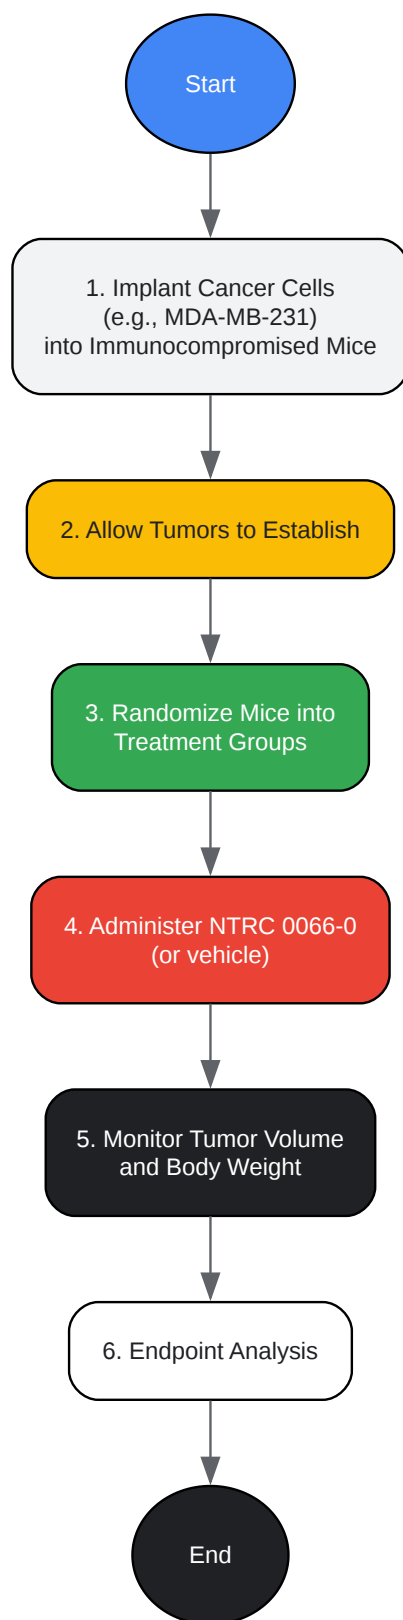 Start
1. Implant Cancer Cells
(e.g., MDA-MB-231)
into Immunocompromised Mice
2. Allow Tumors to Establish
3. Randomize Mice into
Treatment Groups
4. Administer NTRC 0066-0
(or vehicle)
5. Monitor Tumor Volume
and Body Weight
6. Endpoint Analysis
End